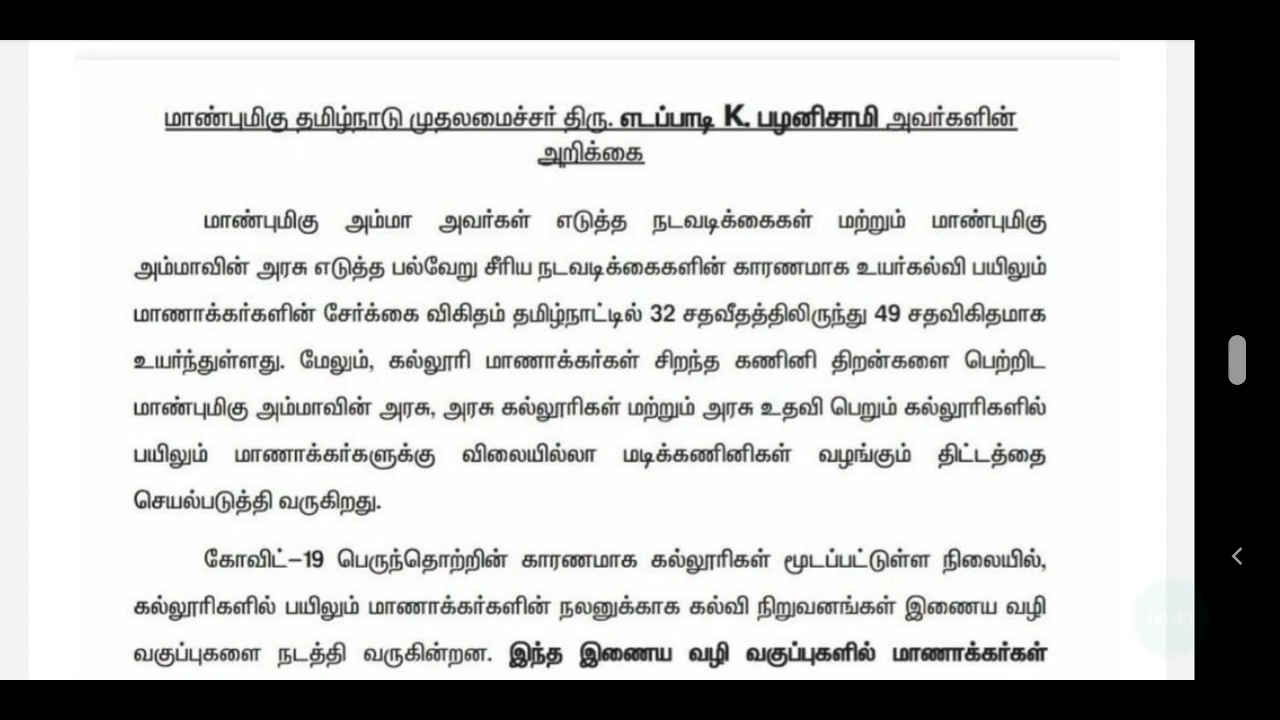 மாண்புமிகு தமிழ்நாடு முதலமைச்சர் திரு. எடப்பாடி K. பழனிசாமி அவர்களின்
அறிக்கை
மாண்புமிகு அம்மா அவர்கள் எடுத்த நடவடிக்கைகள் மற்றும் மாண்புமிகு
அம்மாவின் அரசு எடுத்த பல்வேறு சீரிய நடவடிக்கைகளின் காரணமாக உயர்கல்வி பயிலும்
மாணாக்கர்களின் சேர்க்கை விகிதம் தமிழ்நாட்டில் 32 சதவீதத்திலிருந்து 49 சதவிகிதமாக
உயர்ந்துள்ளது. மேலும், கல்லூரி மாணாக்கர்கள் சிறந்த கணினி திறன்களை பெற்றிட
மாண்புமிகு அம்மாவின் அரசு, அரசு கல்லூரிகள் மற்றும் அரசு உதவி பெறும் கல்லூரிகளில்
பயிலும் மாணாக்கர்களுக்கு விலையில்லா மடிக்கணினிகள் வழங்கும் திட்டத்தை
செயல்படுத்தி வருகிறது.
கோவிட்–19 பெருந்தொற்றின் காரணமாக கல்லூரிகள் மூடப்பட்டுள்ள நிலையில்,
கல்லூரிகளில் பயிலும் மாணாக்கர்களின் நலனுக்காக கல்வி நிறுவனங்கள் இணைய வழி
வகுப்புகளை நடத்தி வருகின்றன. இந்த இணைய வழி வகுப்புகளில் மாணாக்கர்கள்